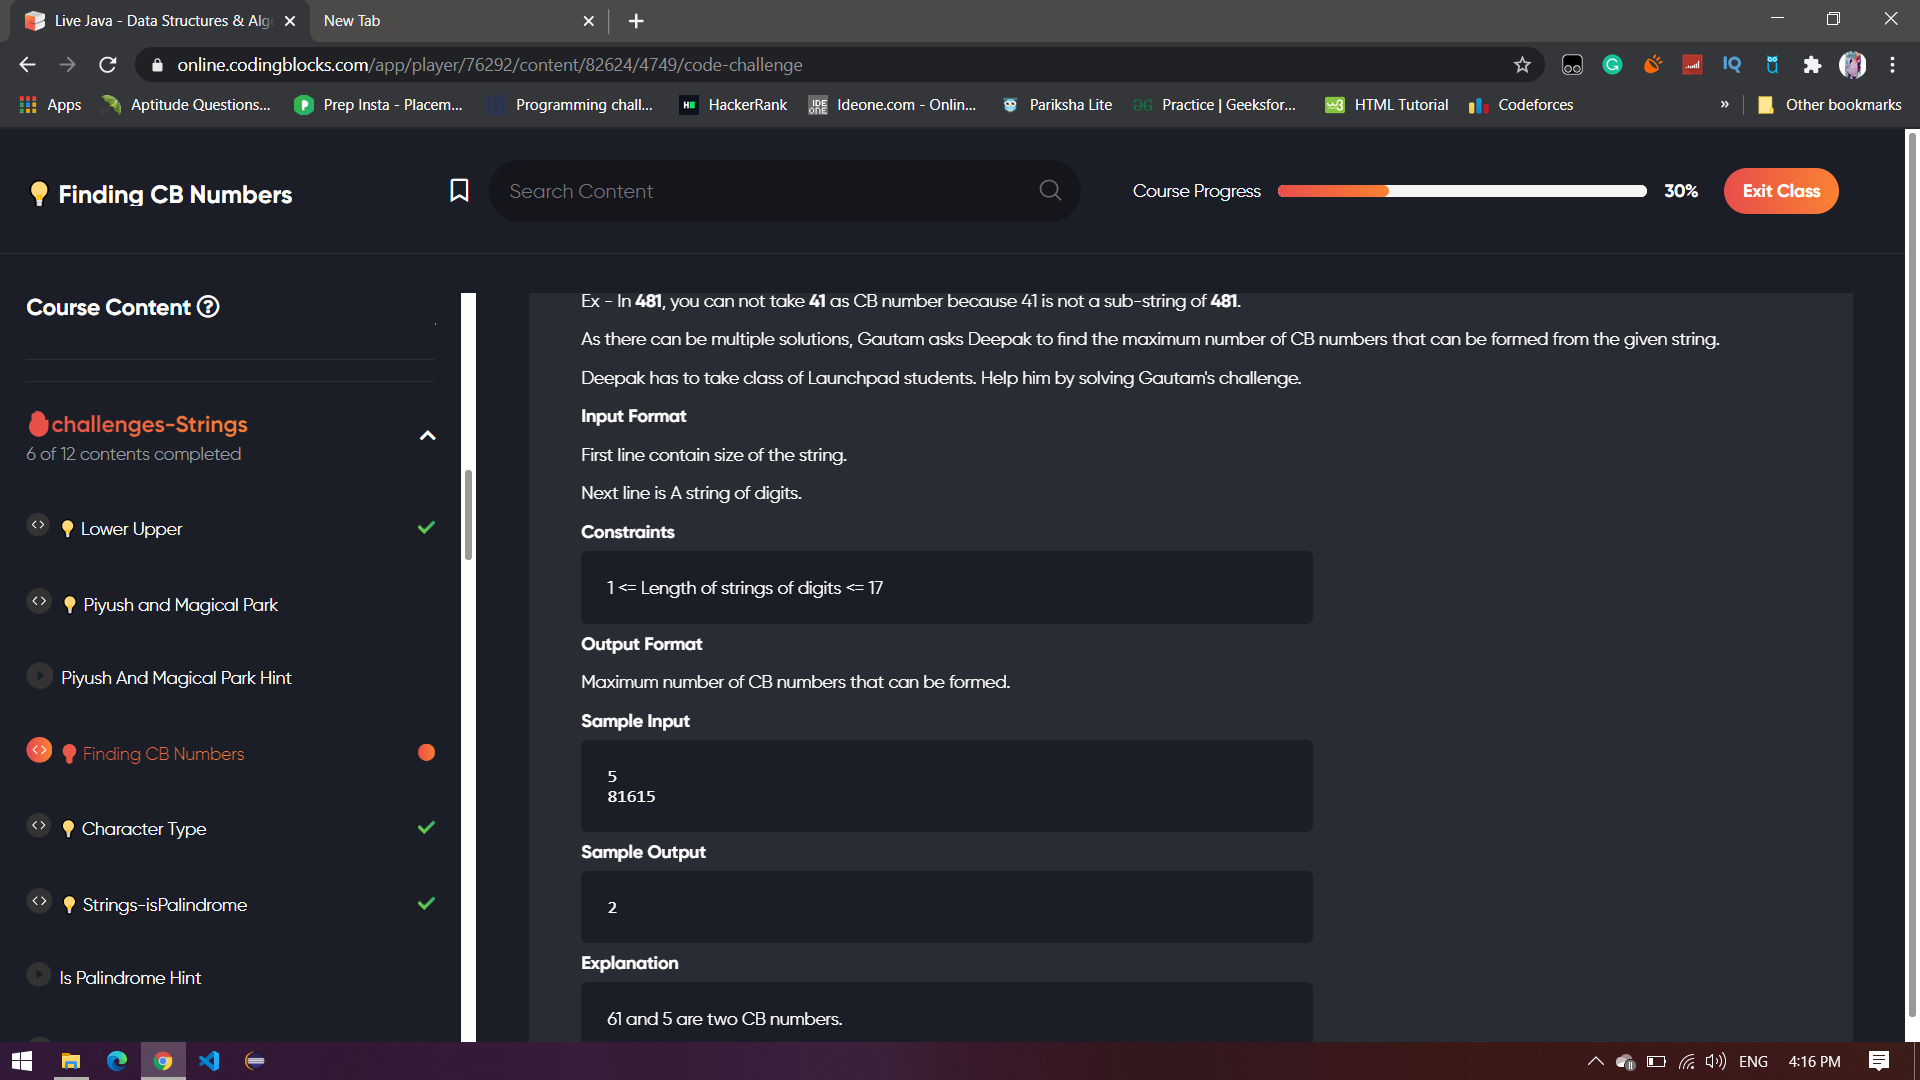 Live Java - Data Structures & Algo
New Tab
online.codingblocks.com/app/player/76292/content/82624/4749/code-challenge
IQ
Apps
Aptitude Questions...
Prep Insta - Placem...
Programming chall...
HackerRank
Ideone.com - Onlin...
Pariksha Lite
Practice | Geeksfor...
HTML Tutorial
Codeforces
»
Other bookmarks
Finding CB Numbers
Search Content
Course Progress
30%
Exit Class
Course Content
challenges-Strings
6 of 12 contents completed
Lower Upper
Piyush and Magical Park
Piyush And Magical Park Hint
Finding CB Numbers
Character Type
Strings-isPalindrome
Is Palindrome Hint
Ex - In 481, you can not take 41 as CB number because 41 is not a sub-string of 481.
As there can be multiple solutions, Gautam asks Deepak to find the maximum number of CB numbers that can be formed from the given string.
Deepak has to take class of Launchpad students. Help him by solving Gautam's challenge.
Input Format
First line contain size of the string.
Next line is A string of digits.
Constraints
1 <= Length of strings of digits <= 17
Output Format
Maximum number of CB numbers that can be formed.
Sample Input
5
81615
Sample Output
2
Explanation
61 and 5 are two CB numbers.
ENG
4:16 PM